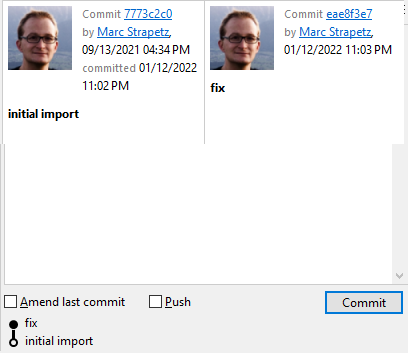 Commit 7773c2c0
by Marc Strapetz,
09/13/2021 04:34 PM
committed 01/12/2022
11:02 PM
initial import
Commit eae8f3e7
by Marc Strapetz,
01/12/2022 11:03 PM
fix
Amend last commit
Push
Commit
fix
initial import